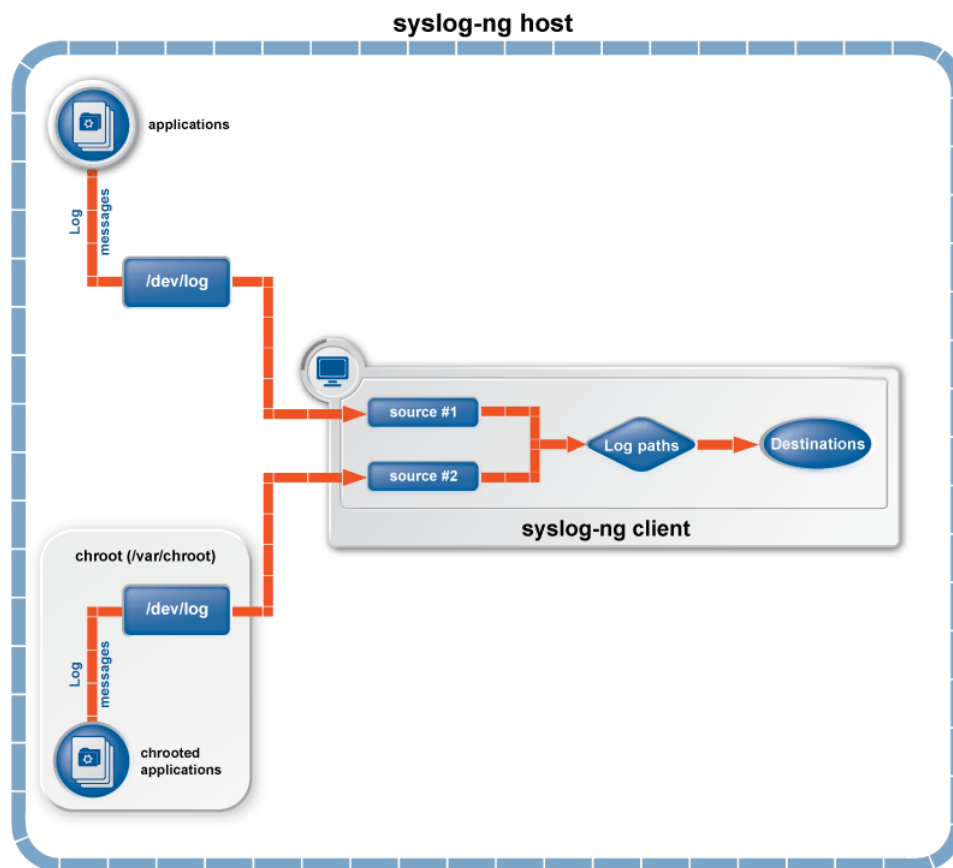 syslog-ng host
applications
Log
messages
/dev/log
source #1
source #2
Log paths
Destinations
syslog-ng client
chroot (/var/chroot)
/dev/log
Log
messages
chrooted
applications